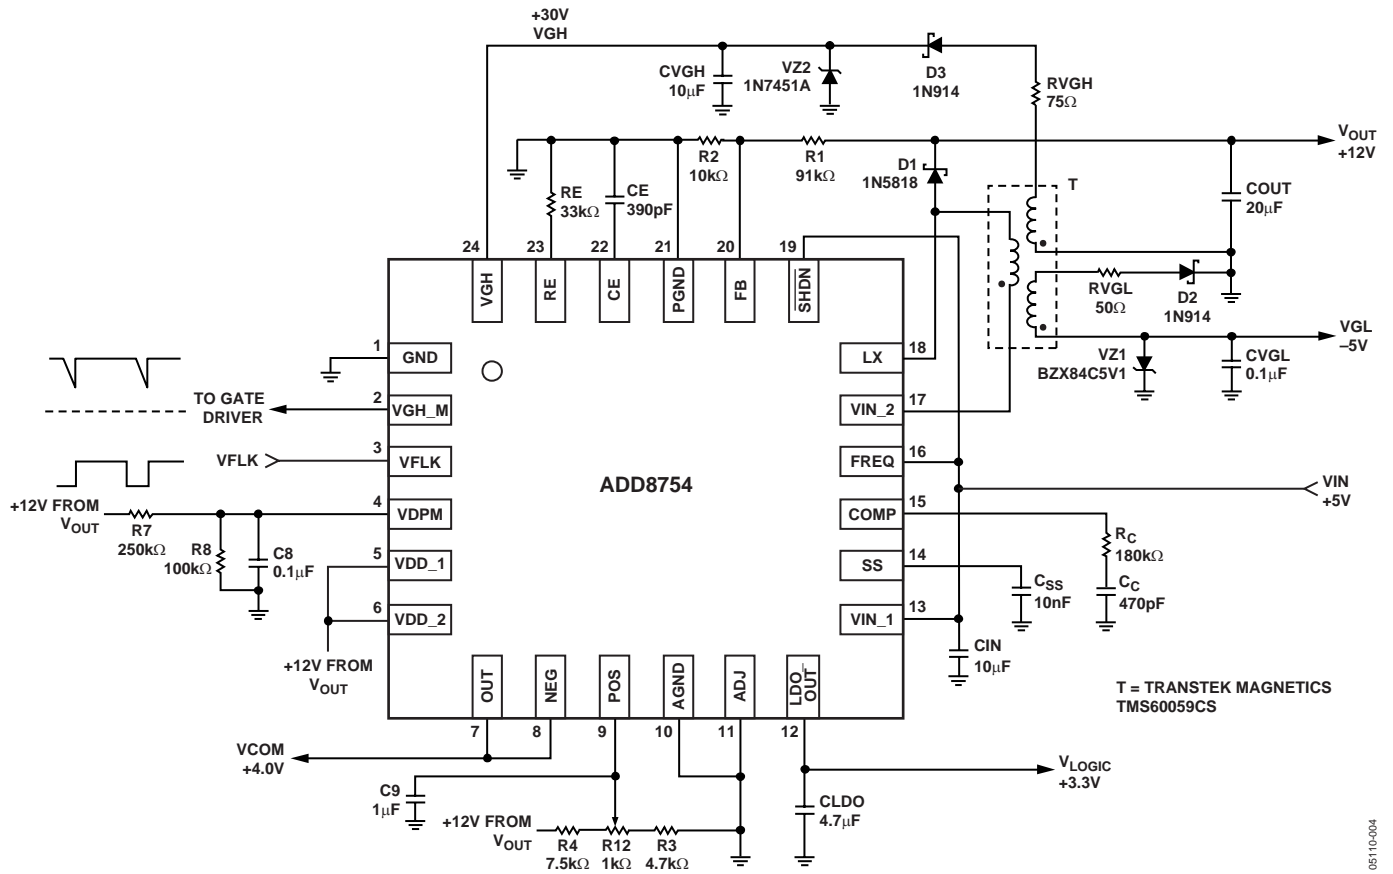 +30V
VGH
CVGH
10µF
VZ2
1N7451A
D3
1N914
RVGH
75Ω
VOUT
+12V
RE
33kΩ
CE
390pF
R2
10kΩ
R1
91kΩ
D1
1N5818
T
COUT
20µF
RVGL
50Ω
D2
1N914
VGL
–5V
VZ1
BZX84C5V1
CVGL
0.1µF
24
23
22
21
20
19
VGH
RE
CE
PGND
FB
SHDN
1
GND
TO GATE
DRIVER
2
VGH_M
VFLK
3
VFLK
+12V FROM
VOUT
R7
250kΩ
R8
100kΩ
C8
0.1µF
4
VDPM
5
VDD_1
6
VDD_2
+12V FROM
VOUT
ADD8754
LX
18
VIN_2
17
FREQ
16
COMP
15
SS
14
VIN_1
13
VIN
+5V
RC
180kΩ
CC
470pF
CSS
10nF
CIN
10µF
T = TRANSTEK MAGNETICS
TMS60059CS
OUT
NEG
POS
AGND
ADJ
LDO_
OUT
7
8
9
10
11
12
VCOM
+4.0V
C9
1µF
+12V FROM
VOUT
R4
7.5kΩ
R12
1kΩ
R3
4.7kΩ
CLDO
4.7µF
VLOGIC
+3.3V
05110-004